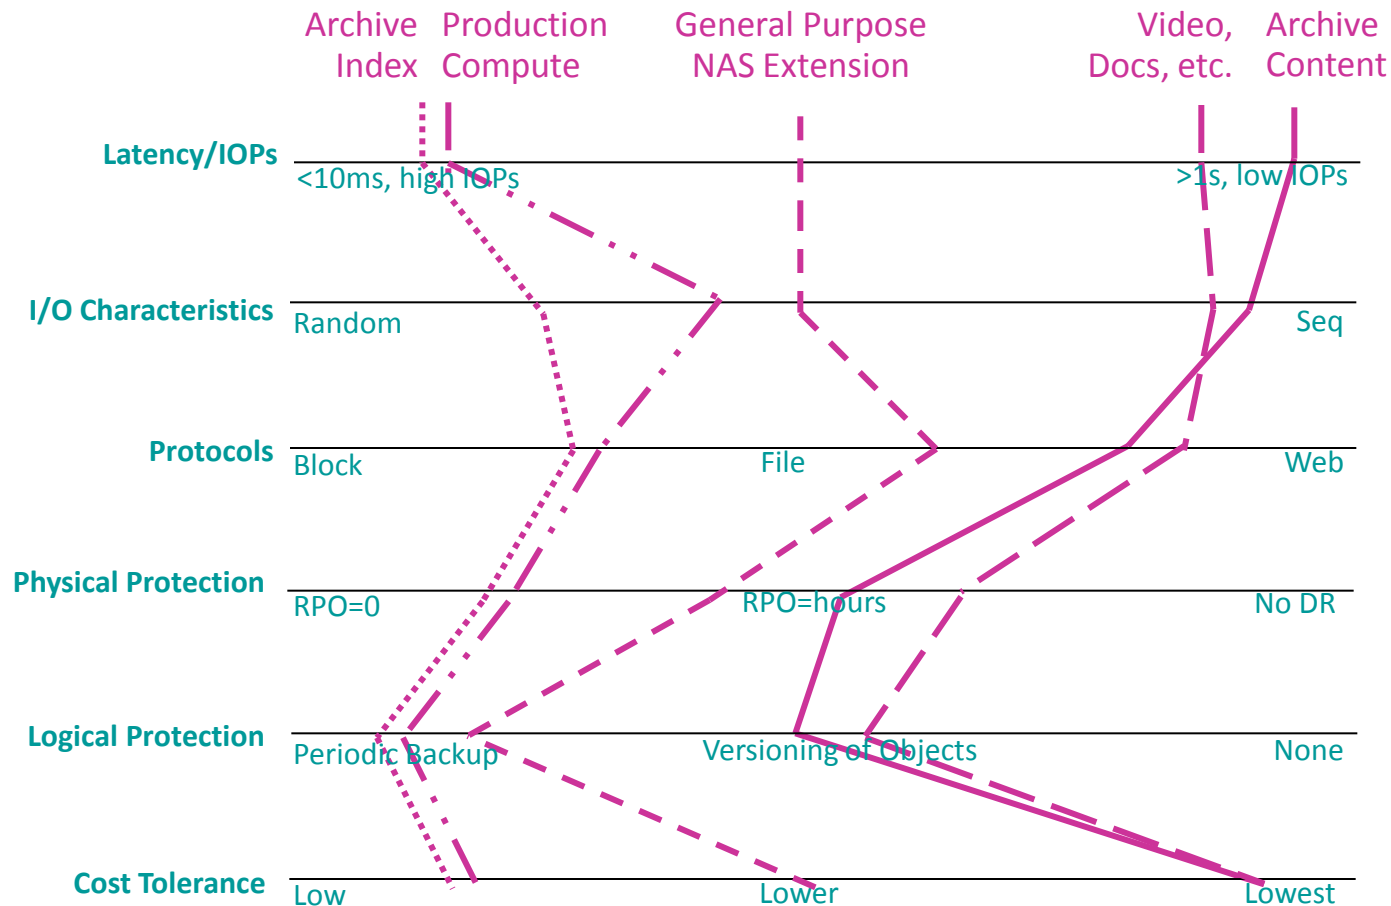 Archive Production General Purpose Video, Archive
Index Compute NAS Extension Docs, etc. Content
Latency/IOPs
<10ms, high IOPs >1s, low IOPs
I/O Characteristics
Random Seq
Protocols
Block File Web
Physical Protection
RPO=0 RPO=hours No DR
Logical Protection
Periodic Backup Versioning of Objects None
Cost Tolerance
Low Lower Lowest